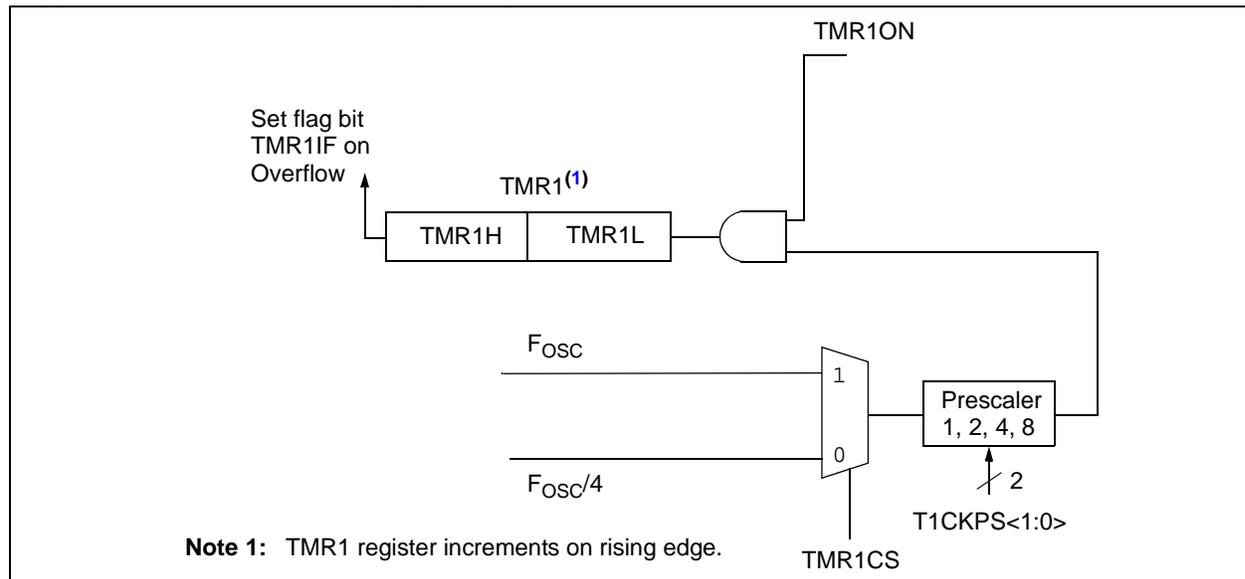 TMR1ON
Set flag bit
TMR1IF on
Overflow
TMR1(1)
TMR1H
TMR1L
FOSC
1
Prescaler
1, 2, 4, 8
0
FOSC/4
2
T1CKPS<1:0>
Note 1: TMR1 register increments on rising edge.
TMR1CS